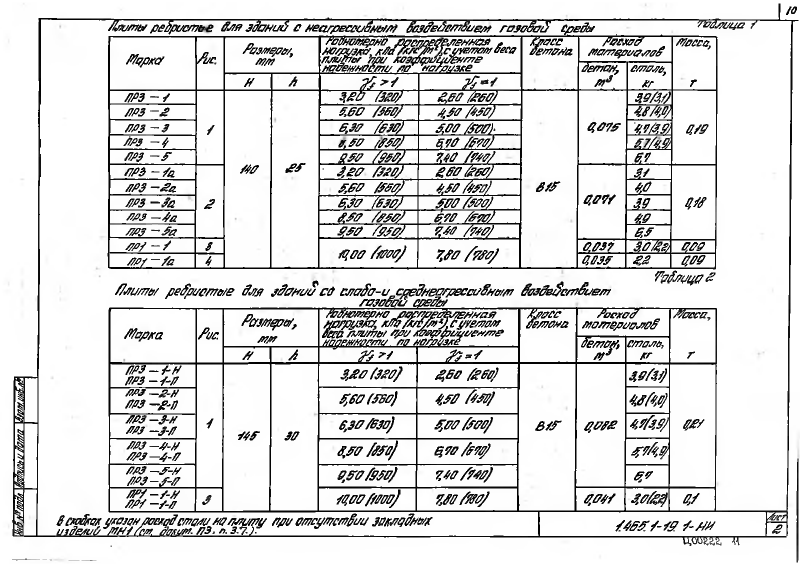 10
Плиты ребристые для зданий с неагрессивным воздействием газовой среды
Таблица 1
Марка Рис. Размеры, мм Равномерно распределенная нагрузка, кПа (кгс/м²), с учетом веса плиты при коэффициенте надежности по нагрузке Класс бетона Расход материалов Масса, т
H h γf > 1 γf = 1 бетон, м³ сталь, кг
ПР3-1 1 140 25 3,20 (320) 2,60 (260) В15 0,075 3,9 (3,1) 0,19
ПР3-2 5,60 (560) 4,50 (450) 4,8 (4,0)
ПР3-3 6,30 (630) 5,00 (500) 4,7 (3,9)
ПР3-4 8,50 (850) 6,70 (670) 5,7 (4,9)
ПР3-5 9,50 (950) 7,40 (740) 6,7
ПР3-1а 2 3,20 (320) 2,60 (260) 0,071 3,1 0,18
ПР3-2а 5,60 (560) 4,50 (450) 4,0
ПР3-3а 6,30 (630) 5,00 (500) 3,9
ПР3-4а 8,50 (850) 6,70 (670) 4,9
ПР3-5а 9,50 (950) 7,40 (740) 6,5
ПР1-1 3 10,00 (1000) 7,80 (780) 0,037 3,0 (2,2) 0,09
ПР1-1а 4 0,035 2,2 0,09
Таблица 2
Плиты ребристые для зданий со слабо-и среднеагрессивным воздействием
газовой среды
Марка Рис. Размеры, мм Равномерно распределенная нагрузка, кПа (кгс/м²), с учетом веса плиты при коэффициенте надежности по нагрузке Класс бетона Расход материалов Масса, т
H h γf > 1 γf = 1 бетон, м³ сталь, кг
ПР3-1-Н 1 145 30 3,20 (320) 2,60 (260) В15 0,082 3,9 (3,1) 0,21
ПР3-1-П
ПР3-2-Н 5,60 (560) 4,50 (450) 4,8 (4,0)
ПР3-2-П
ПР3-3-Н 6,30 (630) 5,00 (500) 4,7 (3,9)
ПР3-3-П
ПР3-4-Н 8,50 (850) 6,70 (670) 5,7 (4,9)
ПР3-4-П
ПР3-5-Н 9,50 (950) 7,40 (740) 6,7
ПР3-5-П
ПР1-1-Н 3 10,00 (1000) 7,80 (780) 0,041 3,0 (2,2) 0,1
ПР1-1-П
В скобках указан расход стали на плиту при отсутствии закладных
изделий МН1 (ст. докум. ПЗ. п. 3.7.).
1.465.1-19 1-НИ
Лист
2
Ц00222 11
Инв.№ подл. Подпись и дата Взам.инв.№